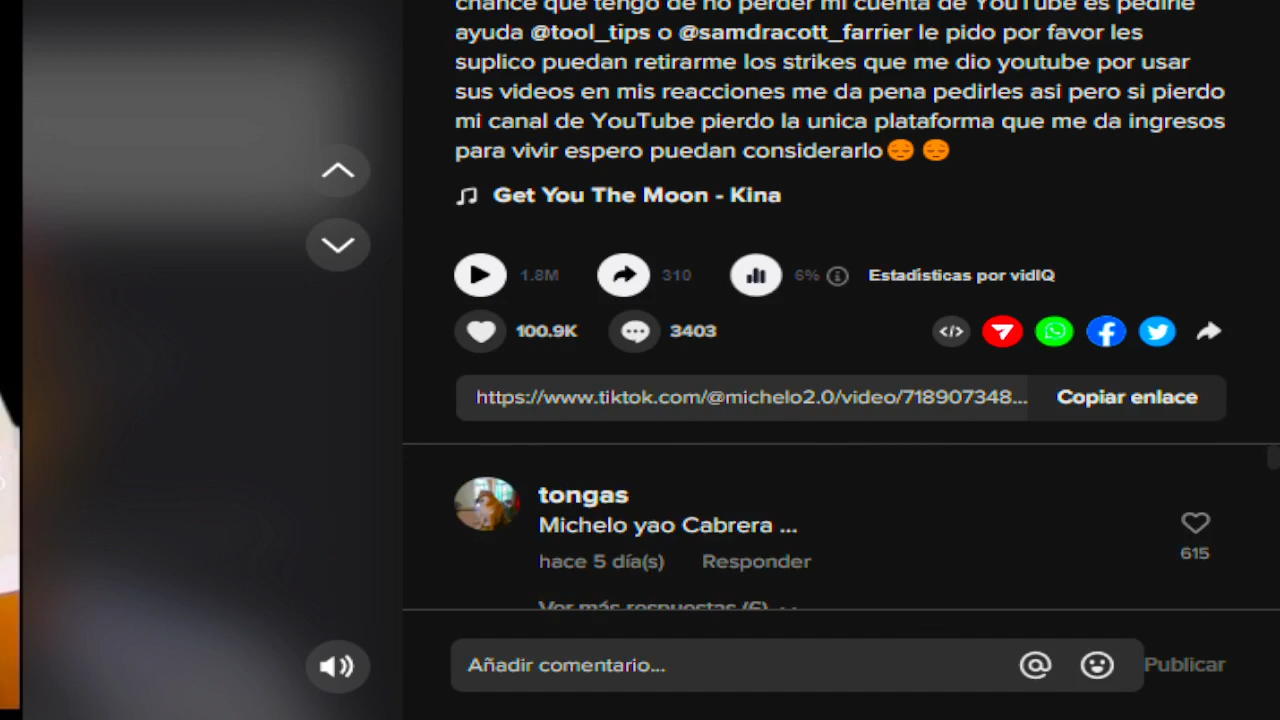 chance que tengo de no perder mi cuenta de YouTube es pedirle
ayuda @tool_tips o @samdracott_farrier le pido por favor les
suplico puedan retirarme los strikes que me dio youtube por usar
sus videos en mis reacciones me da pena pedirles asi pero si pierdo
mi canal de YouTube pierdo la unica plataforma que me da ingresos
para vivir espero puedan considerarlo😔 😔
Get You The Moon - Kina
1.8M 310 6% Estadísticas por vidIQ
100.9K 3403
https://www.tiktok.com/@michelo2.0/video/718907348... Copiar enlace
tongas
Michelo yao Cabrera ...
615
hace 5 día(s) Responder
Ver más respuestas (6)
Añadir comentario... Publicar